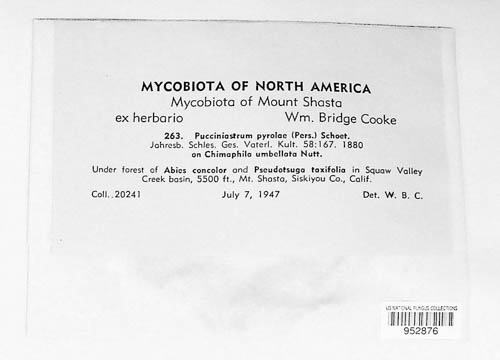 MYCOBIOTA OF NORTH AMERICA
Mycobiota of Mount Shasta
ex herbario Wm. Bridge Cooke
263. Pucciniastrum pyrolae (Pers.) Schoet.
Jahresb. Schles. Ges. Vaterl. Kult. 58:167. 1880
on Chimaphila umbellata Nutt.
Under forest of Abies concolor and Pseudotsuga taxifolia in Squaw Valley
Creek basin, 5500 ft., Mt. Shasta, Siskiyou Co., Calif.
Coll. 20241 July 7, 1947 Det. W. B. C.
US NATIONAL FUNGUS COLLECTIONS
952876